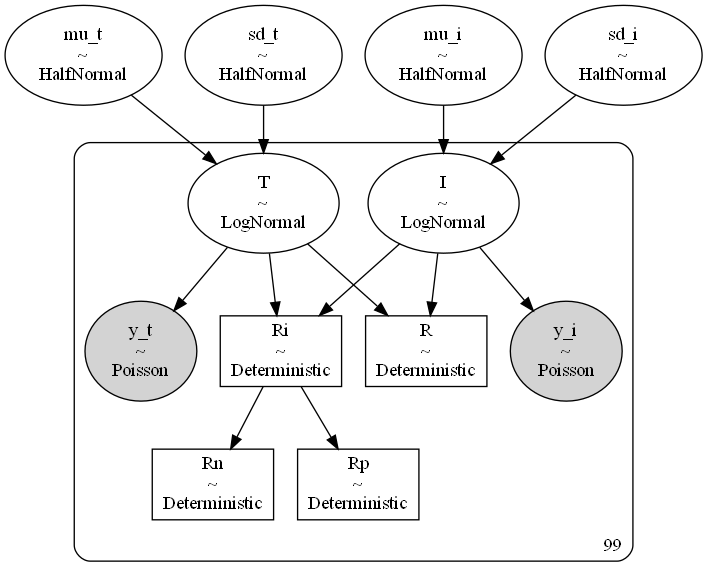 mu_t
~
HalfNormal
sd_t
~
HalfNormal
mu_i
~
HalfNormal
sd_i
~
HalfNormal
T
~
LogNormal
I
~
LogNormal
y_t
~
Poisson
Ri
~
Deterministic
R
~
Deterministic
y_i
~
Poisson
Rn
~
Deterministic
Rp
~
Deterministic
99